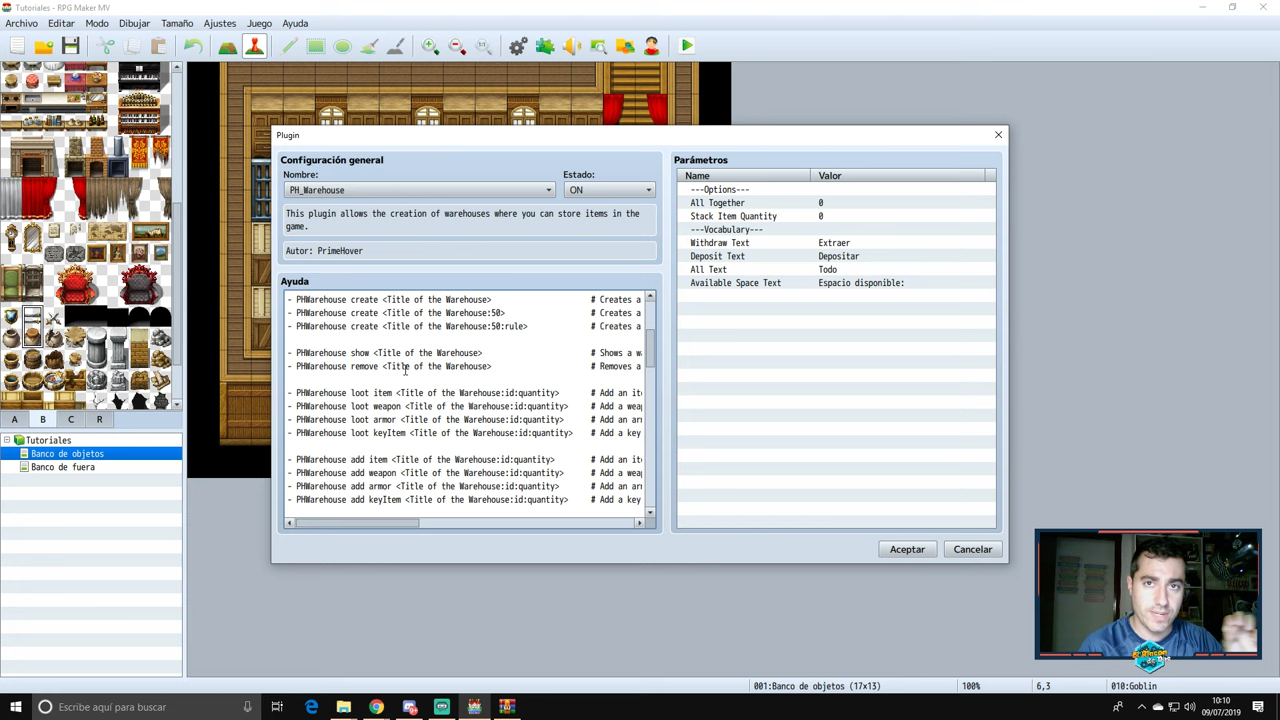 Tutoriales - RPG Maker MV
Archivo Editar Modo Dibujar Tamaño Ajustes Juego Ayuda
Plugin
Configuración general
Nombre: Estado:
PH_Warehouse ON
This plugin allows the creation of warehouses where you can store items in the
game.
Autor: PrimeHover
Ayuda
- PHWarehouse create <Title of the Warehouse> # Creates a
- PHWarehouse create <Title of the Warehouse:50> # Creates a
- PHWarehouse create <Title of the Warehouse:50:rule> # Creates a
- PHWarehouse show <Title of the Warehouse> # Shows a wa
- PHWarehouse remove <Title of the Warehouse> # Removes a
- PHWarehouse loot item <Title of the Warehouse:id:quantity> # Add an ite
- PHWarehouse loot weapon <Title of the Warehouse:id:quantity> # Add a weap
- PHWarehouse loot armor <Title of the Warehouse:id:quantity> # Add an arm
- PHWarehouse loot keyItem <Title of the Warehouse:id:quantity> # Add a key
- PHWarehouse add item <Title of the Warehouse:id:quantity> # Add an ite
- PHWarehouse add weapon <Title of the Warehouse:id:quantity> # Add a weap
- PHWarehouse add armor <Title of the Warehouse:id:quantity> # Add an arm
- PHWarehouse add keyItem <Title of the Warehouse:id:quantity> # Add a key
Parámetros
Name Valor
---Options---
All Together 0
Stack Item Quantity 0
---Vocabulary---
Withdraw Text Extraer
Deposit Text Depositar
All Text Todo
Available Space Text Espacio disponible:
Aceptar Cancelar
A B C R
Tutoriales
Banco de objetos
Banco de fuera
001:Banco de objetos (17x13) 100% 6,3 010:Goblin
Escribe aquí para buscar
10:10
09/07/2019